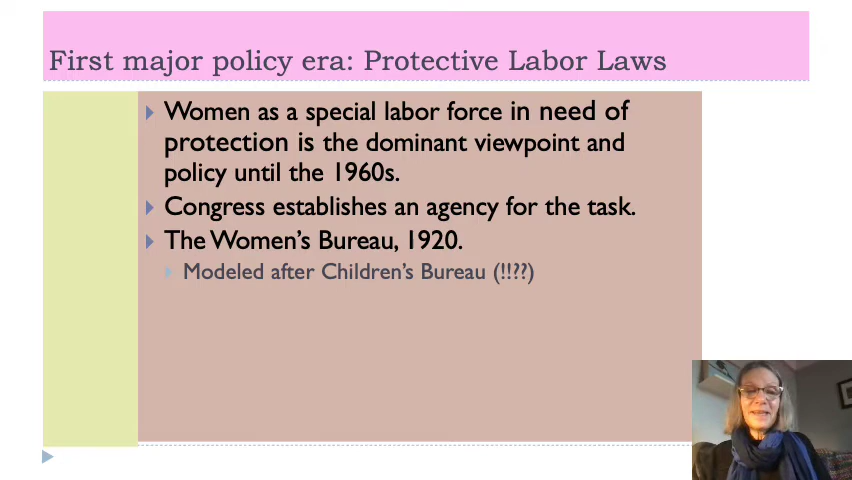 First major policy era: Protective Labor Laws
Women as a special labor force in need of
protection is the dominant viewpoint and
policy until the 1960s.
Congress establishes an agency for the task.
The Women's Bureau, 1920.
Modeled after Children's Bureau (!!??)